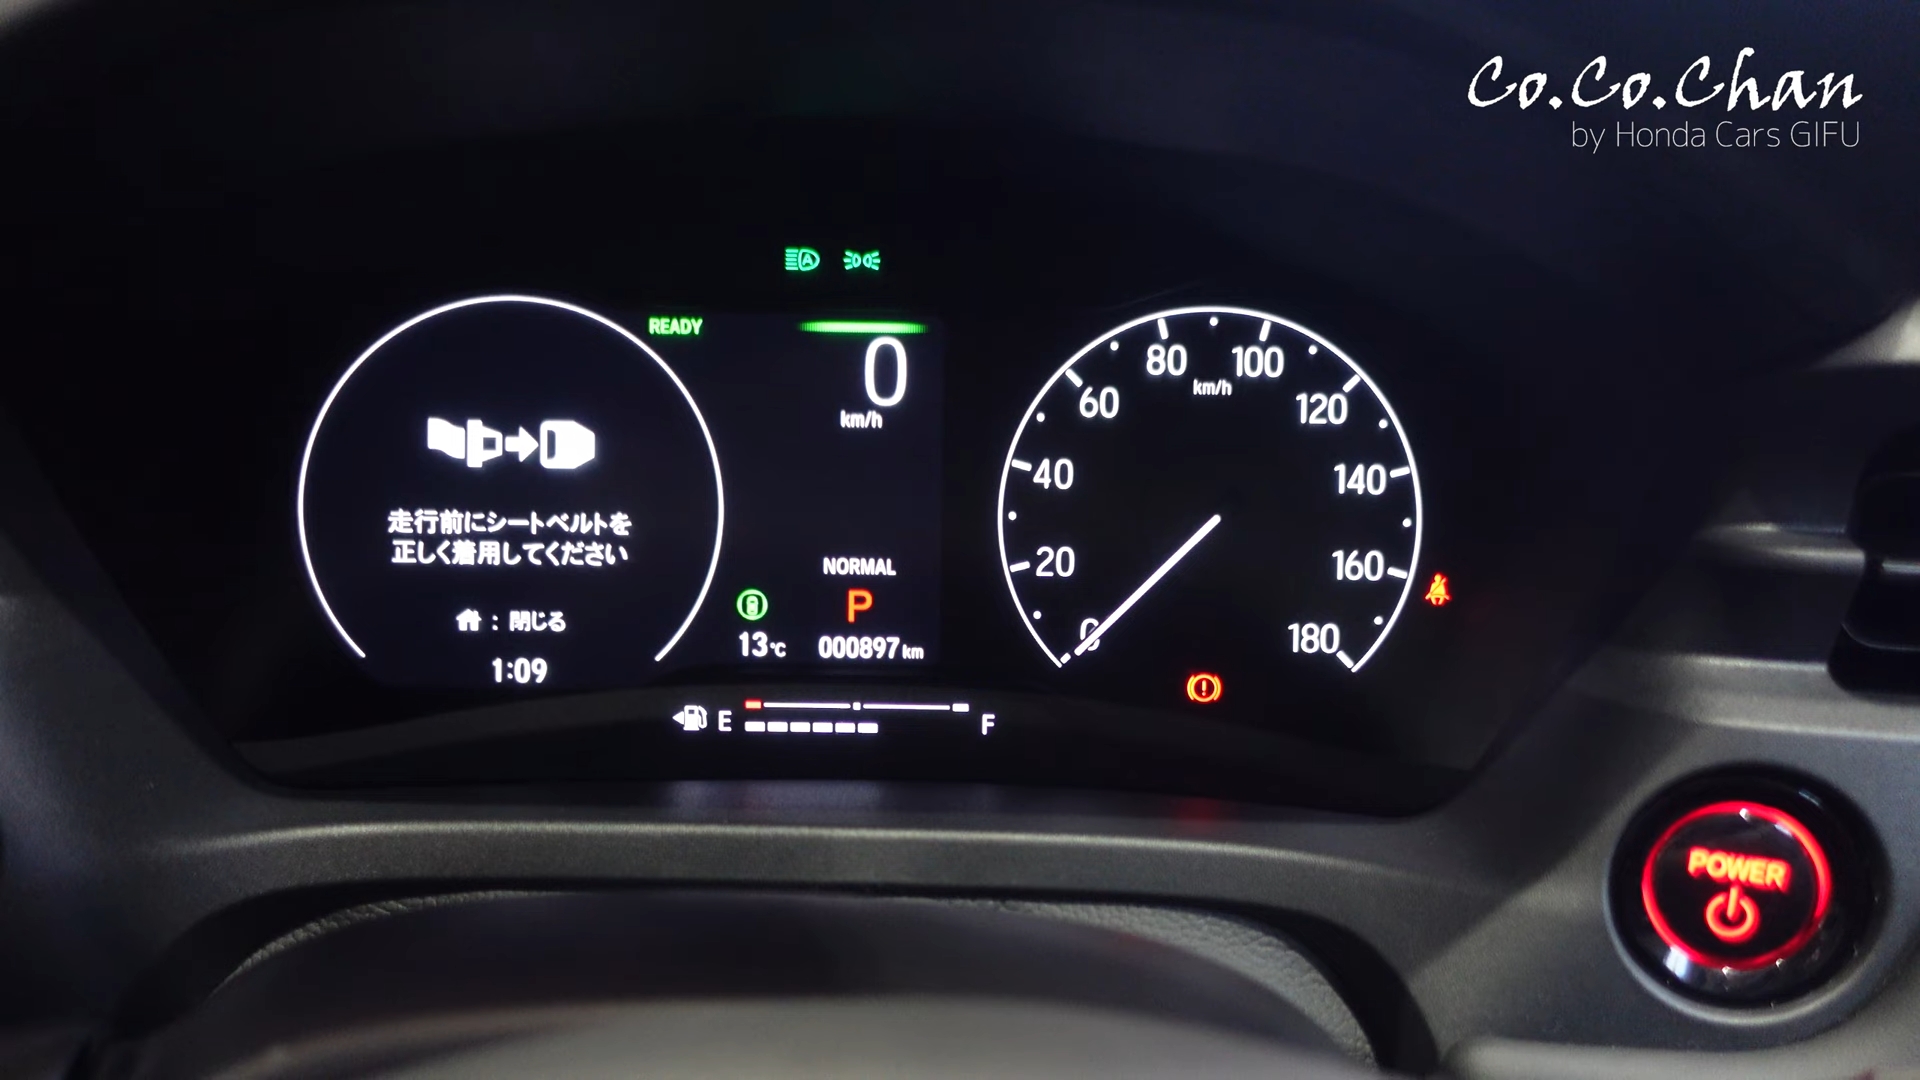 Co.Co.Chan
by Honda Cars GIFU
READY
0
km/h
走行前にシートベルトを
正しく着用してください
: 閉じる
1:09
NORMAL
P
13℃
000897 km
E
F
0
20
40
60
80
100
120
140
160
180
km/h
A
POWER